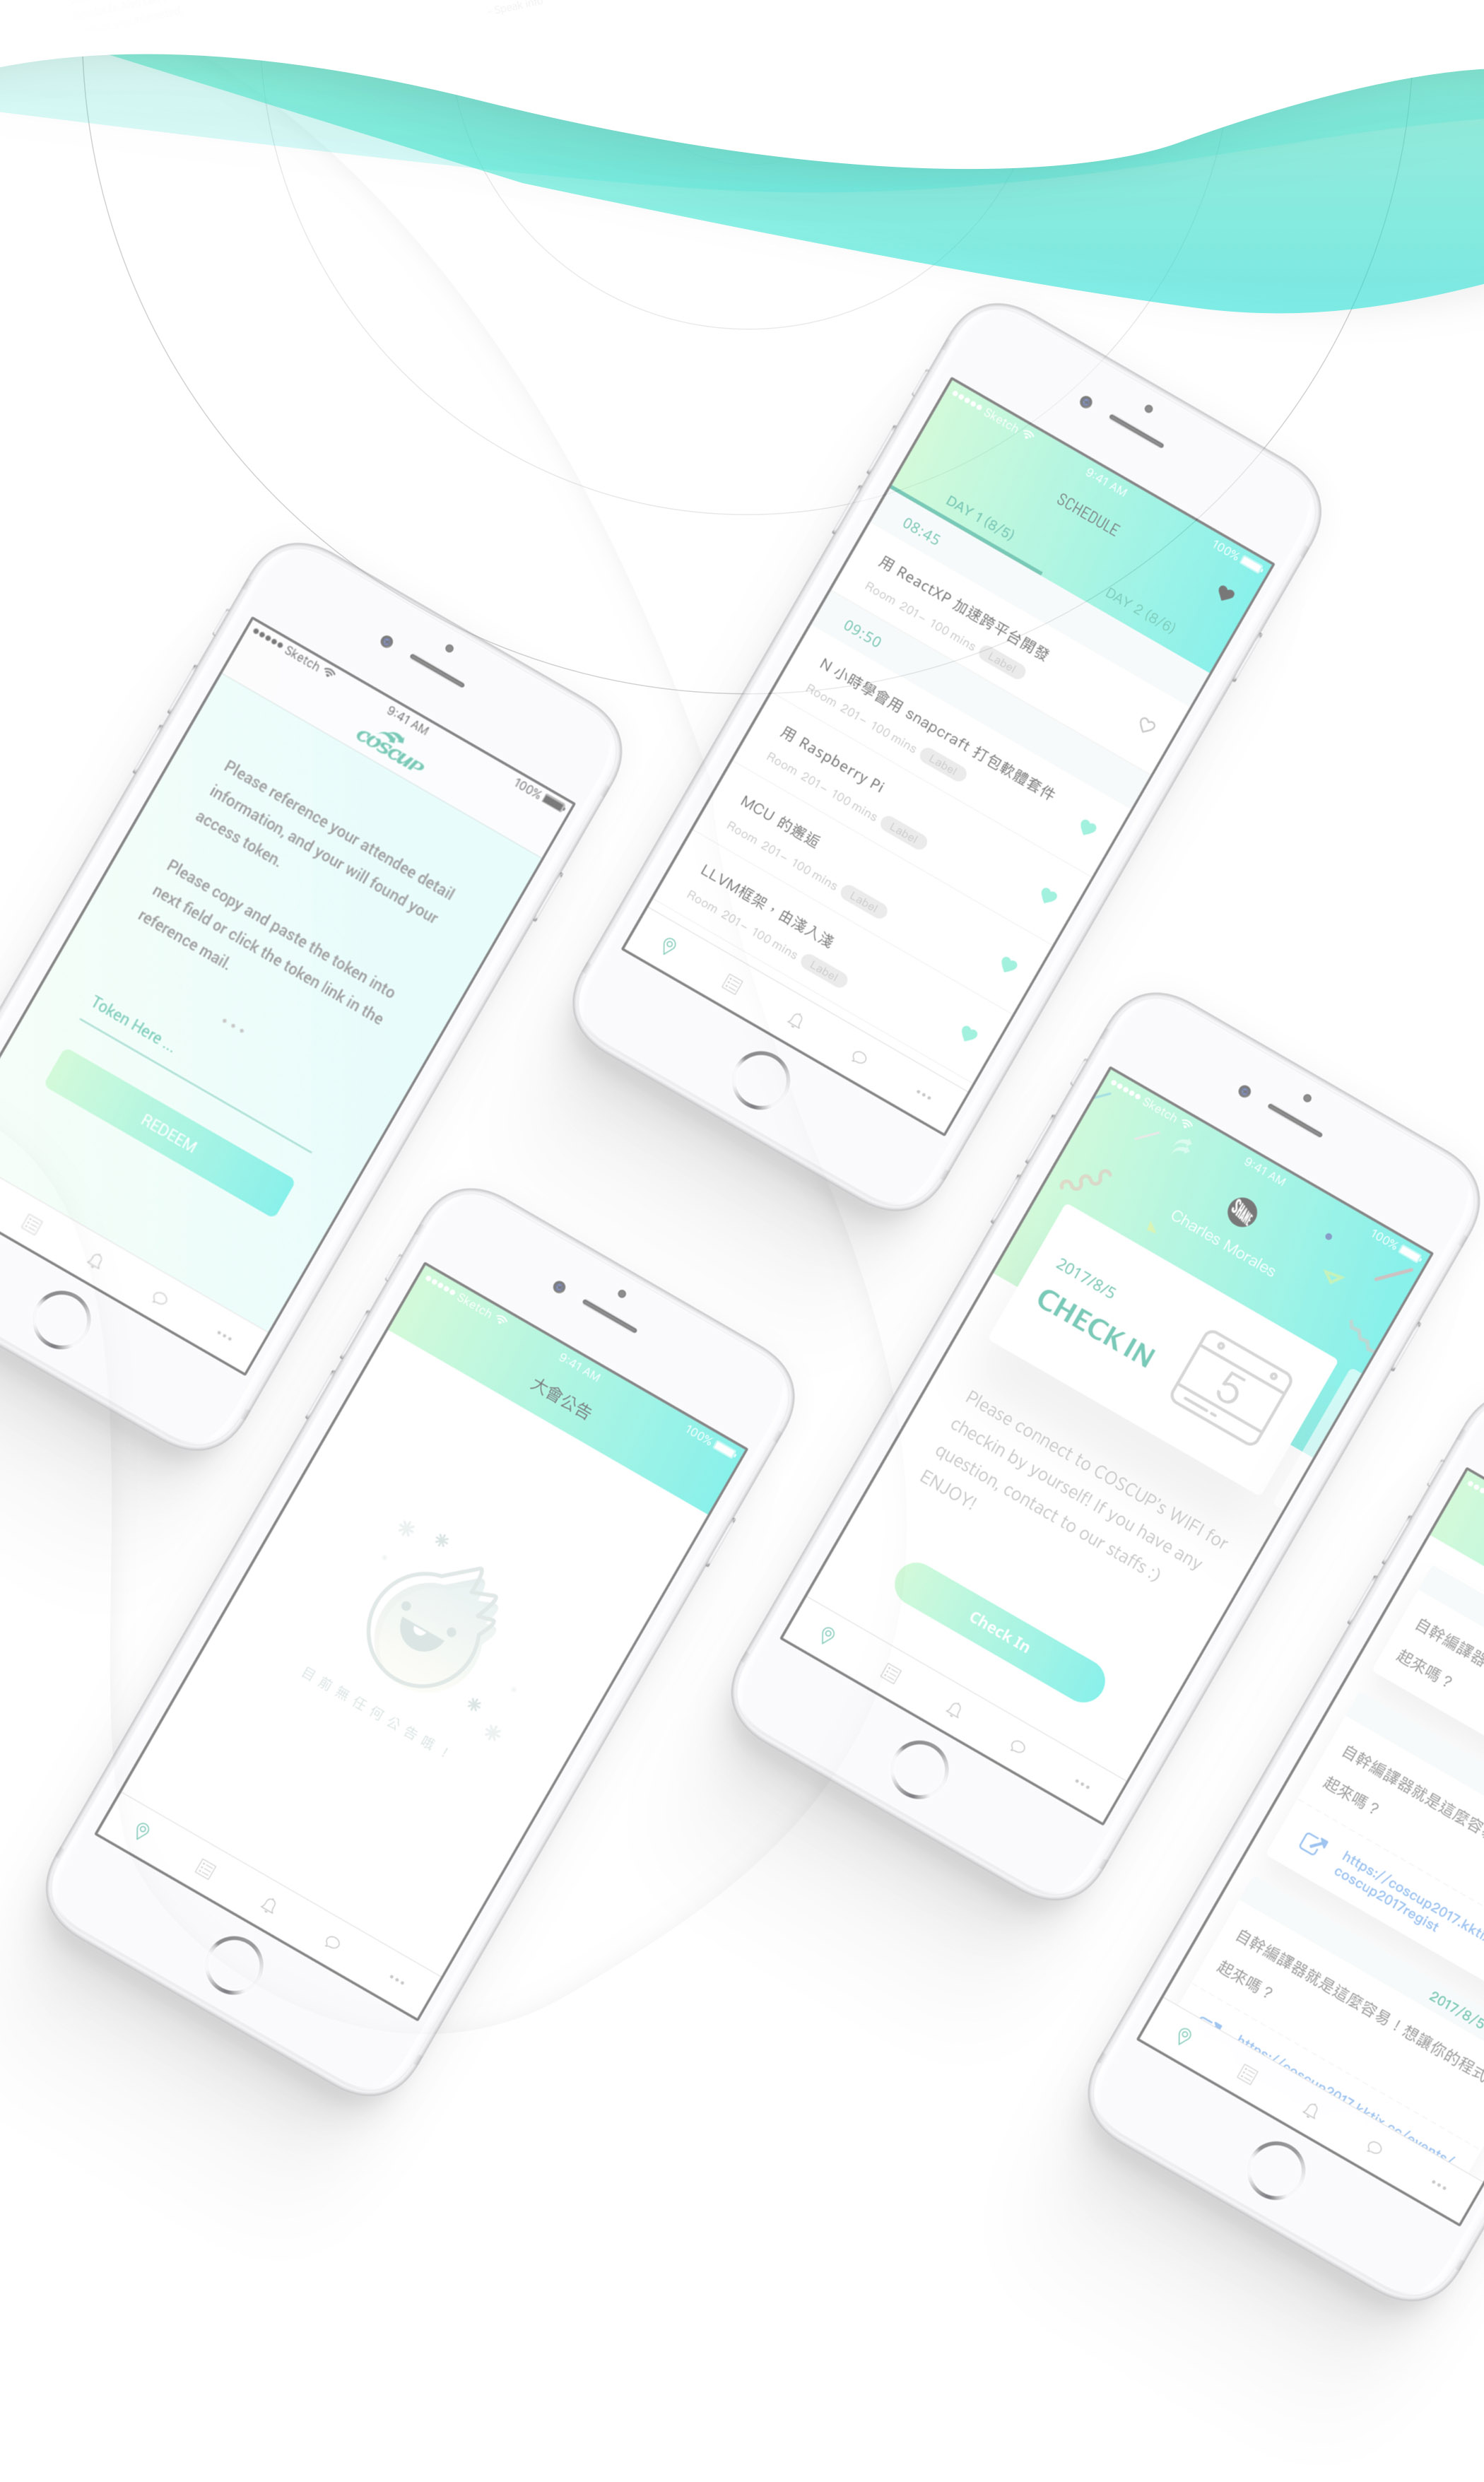 Sketch
9:41 AM
100%
SCHEDULE
DAY 1 (8/5)
DAY 2 (8/6)
08:45
用 ReactXP 加速跨平台開發
Room 201– 100 mins
Label
09:50
N 小時學會用 snapcraft 打包軟體套件
Room 201– 100 mins
Label
用 Raspberry Pi
Room 201– 100 mins
Label
MCU 的邂逅
Room 201– 100 mins
Label
LLVM框架，由淺入淺
Room 201– 100 mins
Label
Sketch
9:41 AM
100%
coscup
Please reference your attendee detail
information, and your will found your
access token.
Please copy and paste the token into
next field or click the token link in the
reference mail.
Token Here ...
REDEEM
Sketch
9:41 AM
100%
SHANE
Charles Morales
2017/8/5
CHECK IN
5
Please connect to COSCUP's WIFI for
checkin by yourself! If you have any
question, contact to our staffs :)
ENJOY!
Check In
Sketch
9:41 AM
100%
大會公告
目前無任何公告哦！
自幹編譯器
起來嗎？
自幹編譯器就是這麼容
起來嗎？
https://coscup2017.kkti
coscup2017regist
2017/8/5
自幹編譯器就是這麼容易！想讓你的程式
起來嗎？
https://coscup2017.kktix.cc/events/